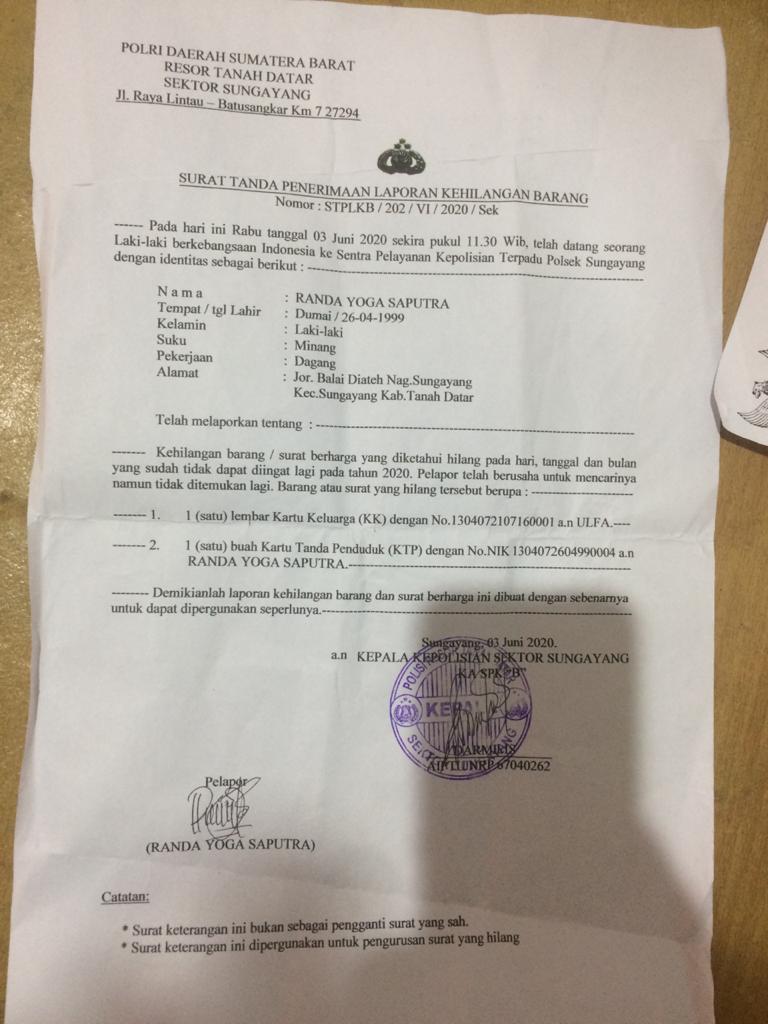 POLRI DAERAH SUMATERA BARAT
RESOR TANAH DATAR
SEKTOR SUNGAYANG
Jl. Raya Lintau – Batusangkar Km 7 27294
SURAT TANDA PENERIMAAN LAPORAN KEHILANGAN BARANG
Nomor : STPLKB / 202 / VI / 2020 / Sek
------ Pada hari ini Rabu tanggal 03 Juni 2020 sekira pukul 11.30 Wib, telah datang seorang
Laki-laki berkebangsaan Indonesia ke Sentra Pelayanan Kepolisian Terpadu Polsek Sungayang
dengan identitas sebagai berikut : ------------------------------------------------
N a m a : RANDA YOGA SAPUTRA
Tempat / tgl Lahir : Dumai / 26-04-1999
Kelamin : Laki-laki
Suku : Minang
Pekerjaan : Dagang
Alamat : Jor. Balai Diateh Nag.Sungayang
Kec.Sungayang Kab.Tanah Datar
Telah melaporkan tentang : ------------------------------------------------
------- Kehilangan barang / surat berharga yang diketahui hilang pada hari, tanggal dan bulan
yang sudah tidak dapat diingat lagi pada tahun 2020. Pelapor telah berusaha untuk mencarinya
namun tidak ditemukan lagi. Barang atau surat yang hilang tersebut berupa : --------------------
------- 1. 1 (satu) lembar Kartu Keluarga (KK) dengan No.1304072107160001 a.n ULFA.----
------- 2. 1 (satu) buah Kartu Tanda Penduduk (KTP) dengan No.NIK 1304072604990004 a.n
RANDA YOGA SAPUTRA.------------------------------------------------
-------- Demikianlah laporan kehilangan barang dan surat berharga ini dibuat dengan sebenarnya
untuk dapat dipergunakan seperlunya.------------------------------------------------
Sungayang, 03 Juni 2020.
a.n KEPALA KEPOLISIAN SEKTOR SUNGAYANG
KA SPK "B"
DARMILIS
AIPTU NRP 67040262
Pelapor
(RANDA YOGA SAPUTRA)
Catatan:
* Surat keterangan ini bukan sebagai pengganti surat yang sah.
* Surat keterangan ini dipergunakan untuk pengurusan surat yang hilang